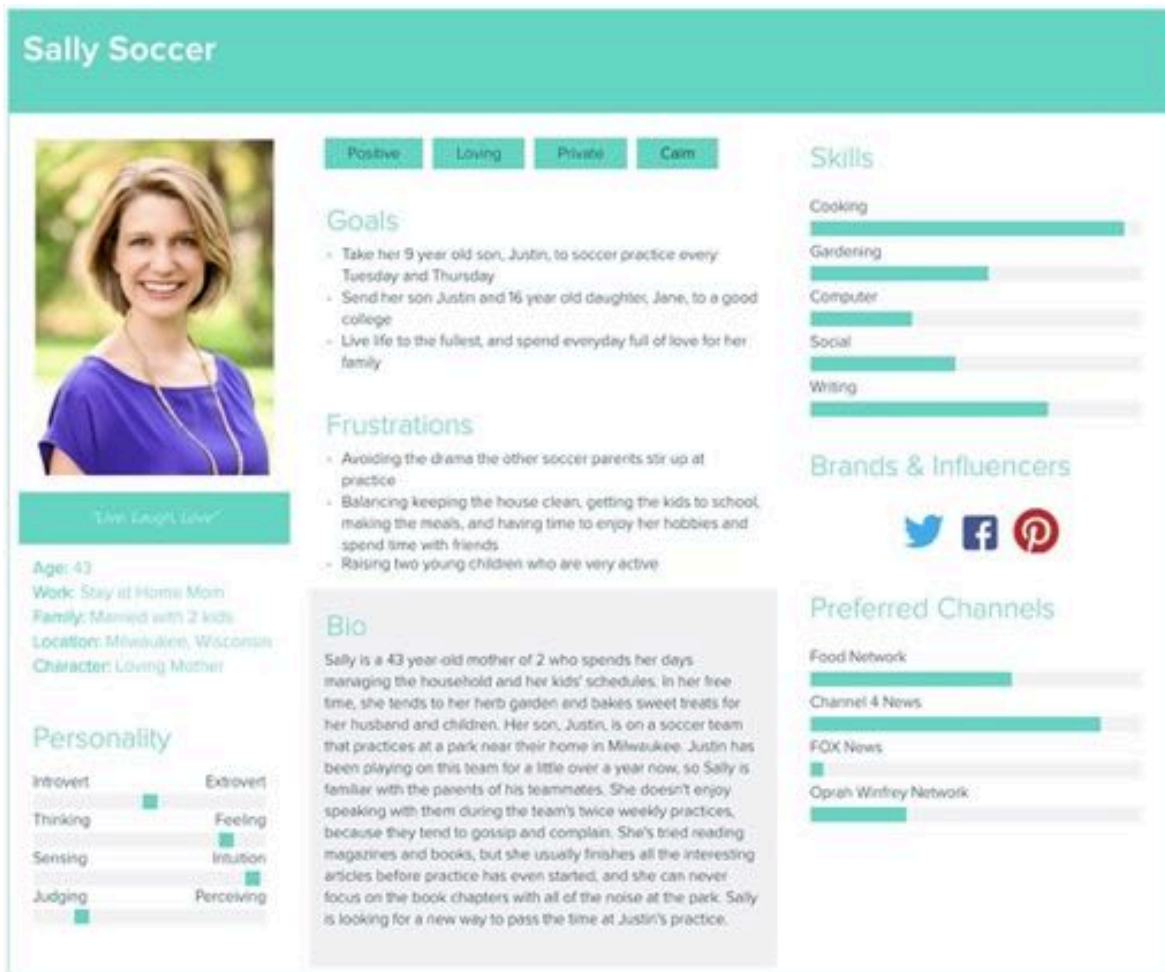 Sally Soccer
"Live Laugh Love"
Age: 43
Work: Stay at Home Mom
Family: Married with 2 kids
Location: Milwaukee, Wisconsin
Character: Loving Mother
Personality
Introvert Extrovert
Thinking Feeling
Sensing Intuition
Judging Perceiving
Positive Loving Private Calm
Goals
- Take her 9 year old son, Justin, to soccer practice every
Tuesday and Thursday
- Send her son Justin and 16 year old daughter, Jane, to a good
college
- Live life to the fullest, and spend everyday full of love for her
family
Frustrations
- Avoiding the drama the other soccer parents stir up at
practice
- Balancing keeping the house clean, getting the kids to school,
making the meals, and having time to enjoy her hobbies and
spend time with friends
- Raising two young children who are very active
Bio
Sally is a 43 year-old mother of 2 who spends her days
managing the household and her kids' schedules. In her free
time, she tends to her herb garden and bakes sweet treats for
her husband and children. Her son, Justin, is on a soccer team
that practices at a park near their home in Milwaukee. Justin has
been playing on this team for a little over a year now, so Sally is
familiar with the parents of his teammates. She doesn't enjoy
speaking with them during the team's twice weekly practices,
because they tend to gossip and complain. She's tried reading
magazines and books, but she usually finishes all the interesting
articles before practice has even started, and she can never
focus on the book chapters with all of the noise at the park. Sally
is looking for a new way to pass the time at Justin's practice.
Skills
Cooking
Gardening
Computer
Social
Writing
Brands & Influencers
Preferred Channels
Food Network
Channel 4 News
FOX News
Oprah Winfrey Network